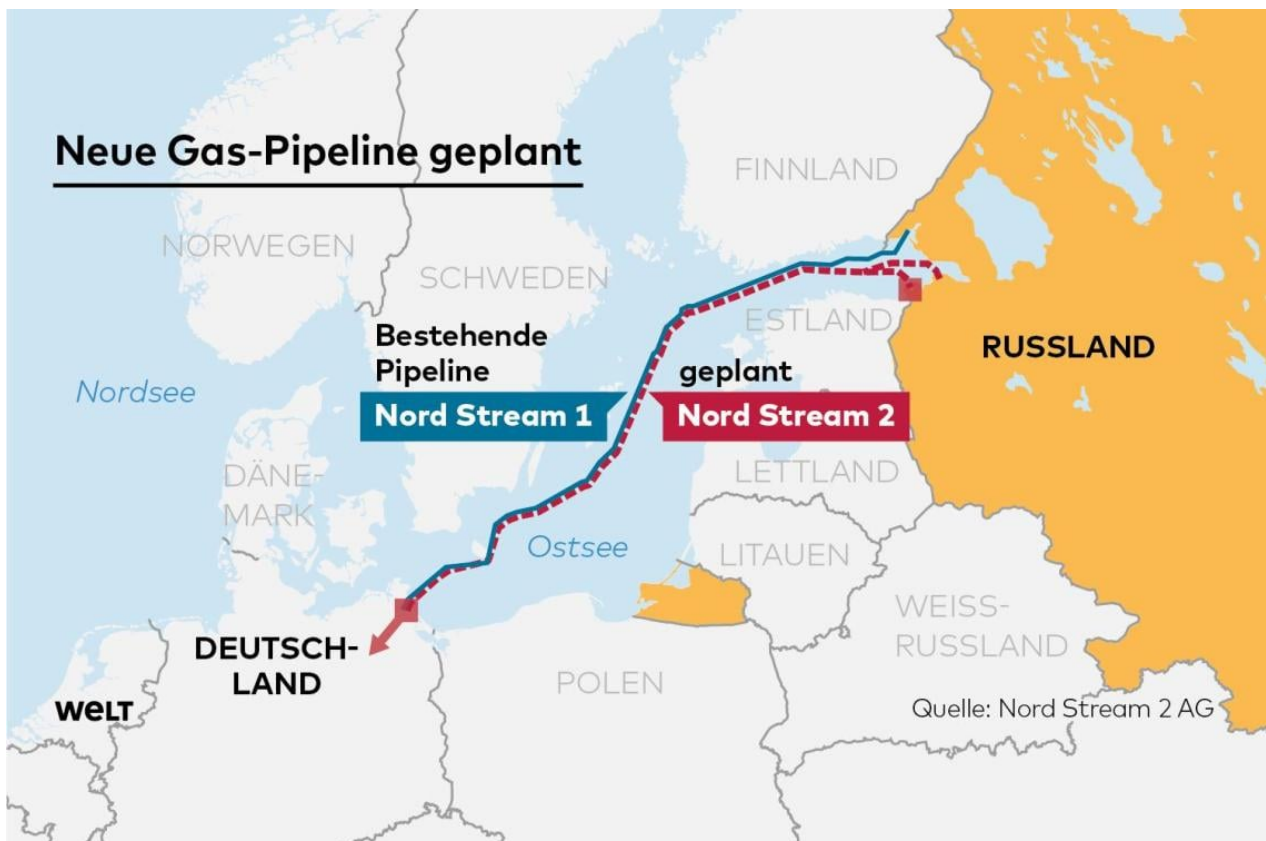 Neue Gas-Pipeline geplant
FINNLAND
NORWEGEN
SCHWEDEN
ESTLAND
RUSSLAND
Bestehende
Pipeline
Nord Stream 1
geplant
Nord Stream 2
Nordsee
DÄNE-
MARK
LETTLAND
Ostsee
LITAUEN
WEISS-
RUSSLAND
DEUTSCH-
LAND
POLEN
WELT
Quelle: Nord Stream 2 AG